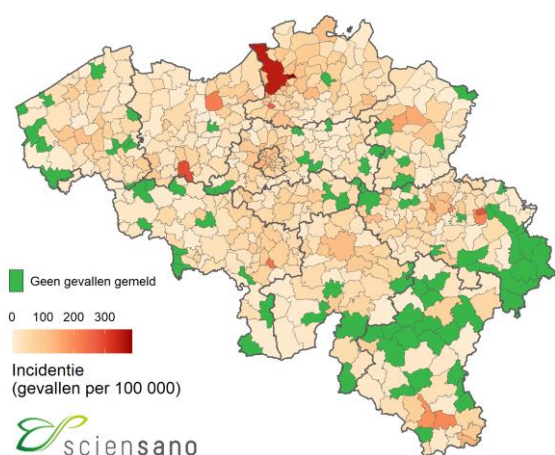 Geen gevallen gemeld
0 100 200 300
Incidentie
(gevallen per 100 000)
sciensano